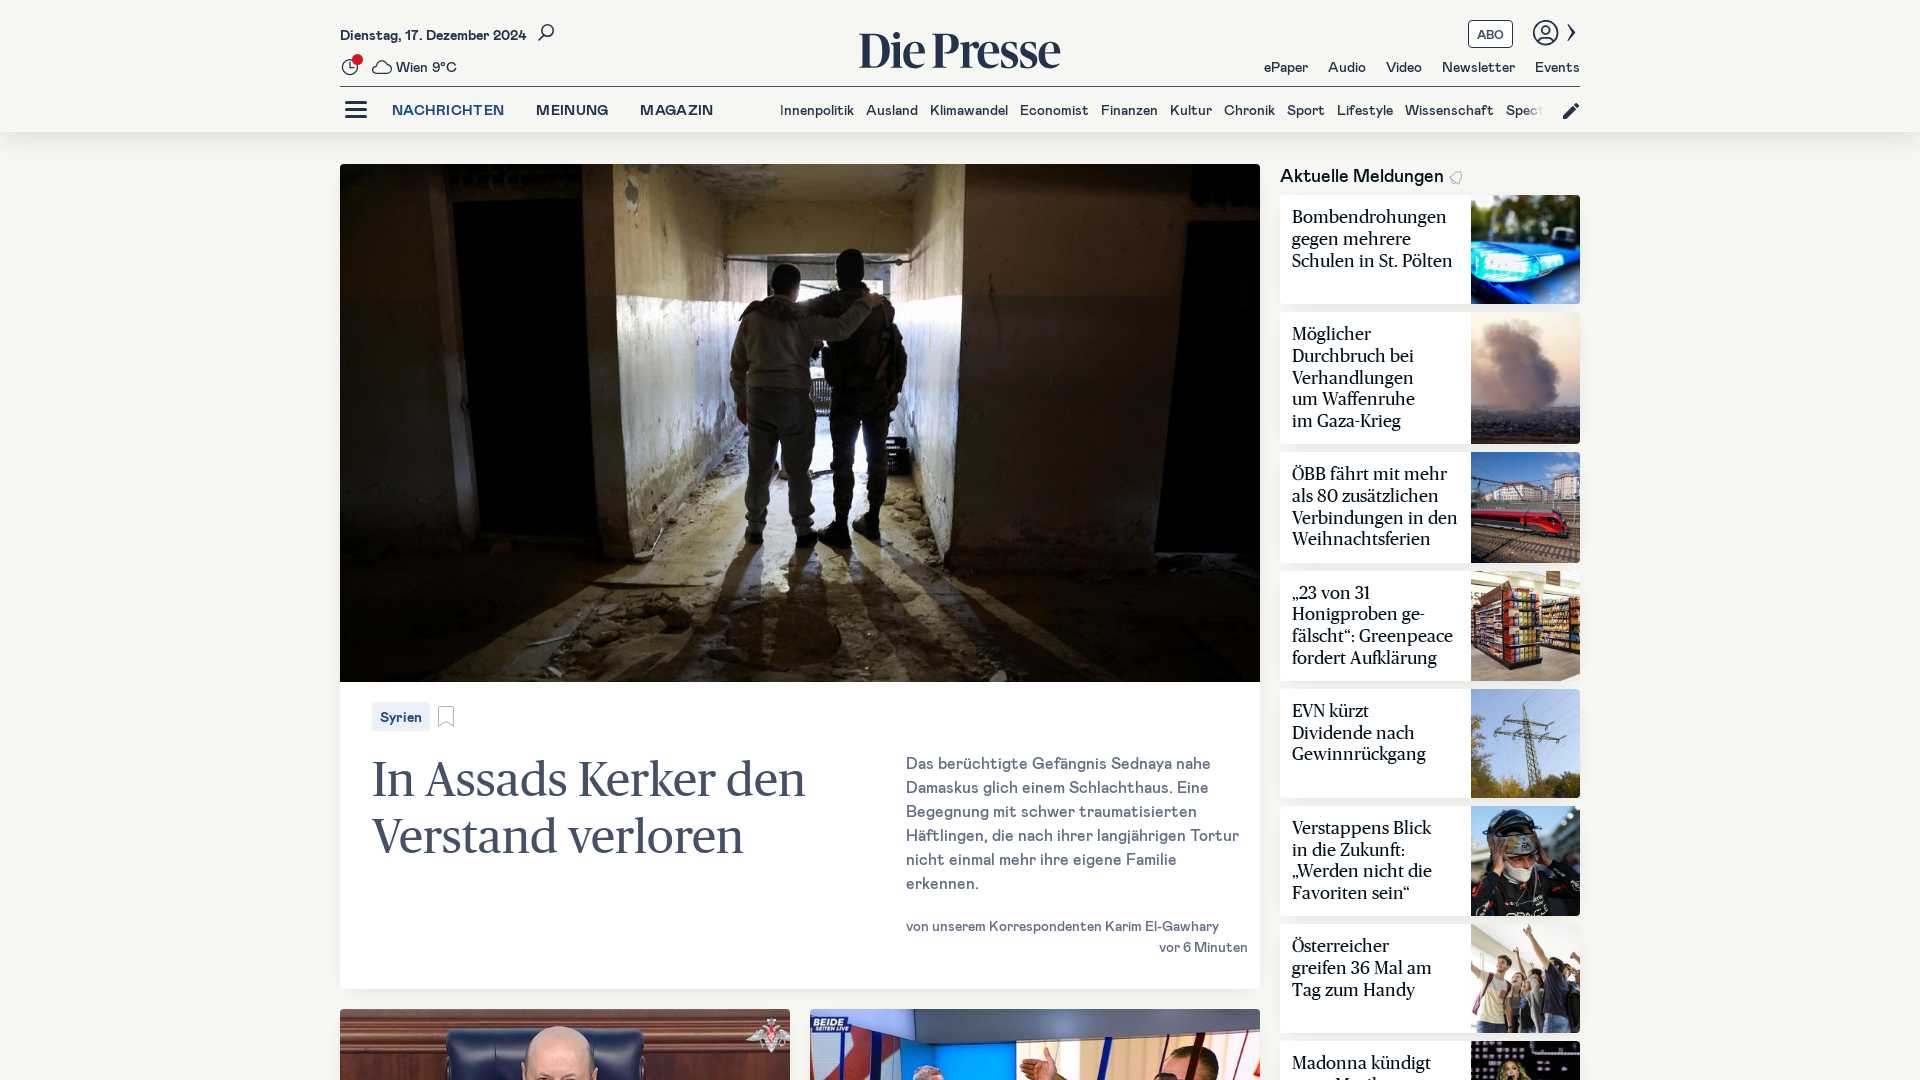 Dienstag, 17. Dezember 2024
Wien 9°C
Die Presse
ABO
ePaper Audio Video Newsletter Events
NACHRICHTEN MEINUNG MAGAZIN
Innenpolitik Ausland Klimawandel Economist Finanzen Kultur Chronik Sport Lifestyle Wissenschaft
Syrien
In Assads Kerker den
Verstand verloren
Das berüchtigte Gefängnis Sednaya nahe
Damaskus glich einem Schlachthaus. Eine
Begegnung mit schwer traumatisierten
Häftlingen, die nach ihrer langjährigen Tortur
nicht einmal mehr ihre eigene Familie
erkennen.
von unserem Korrespondenten Karim El-Gawhary
vor 6 Minuten
BEIDE
SEITEN LIVE
Aktuelle Meldungen
Bombendrohungen
gegen mehrere
Schulen in St. Pölten
Möglicher
Durchbruch bei
Verhandlungen
um Waffenruhe
im Gaza-Krieg
ÖBB fährt mit mehr
als 80 zusätzlichen
Verbindungen in den
Weihnachtsferien
„23 von 31
Honigproben ge-
fälscht“: Greenpeace
fordert Aufklärung
EVN kürzt
Dividende nach
Gewinnrückgang
Verstappens Blick
in die Zukunft:
„Werden nicht die
Favoriten sein“
Österreicher
greifen 36 Mal am
Tag zum Handy
Madonna kündigt